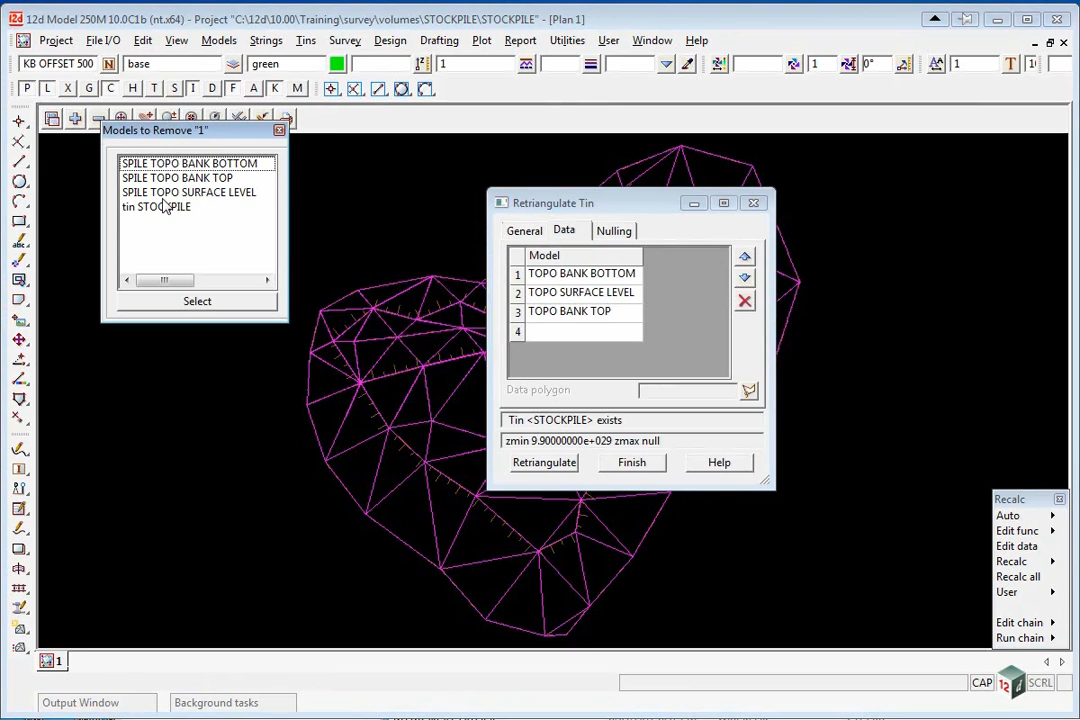 12d Model 250M 10.0C1b (nt.x64) - Project "C:\12d\10.00\Training\survey\volumes\STOCKPILE\STOCKPILE" - [Plan 1]
Project File I/O Edit View Models Strings Tins Survey Design Drafting Plot Report Utilities User Window Help
KB OFFSET 500 N base green 1 1 0° 1
P L X G C H T S I D F A K M
Models to Remove "1"
SPILE TOPO BANK BOTTOM
SPILE TOPO BANK TOP
SPILE TOPO SURFACE LEVEL
tin STOCKPILE
Select
Retriangulate Tin
General Data Nulling
Model
1 TOPO BANK BOTTOM
2 TOPO SURFACE LEVEL
3 TOPO BANK TOP
4
Data polygon
Tin <STOCKPILE> exists
zmin 9.90000000e+029 zmax null
Retriangulate Finish Help
Recalc
Auto
Edit func
Edit data
Recalc
Recalc all
User
Edit chain
Run chain
1
CAP SCRL
12d
Output Window Background tasks